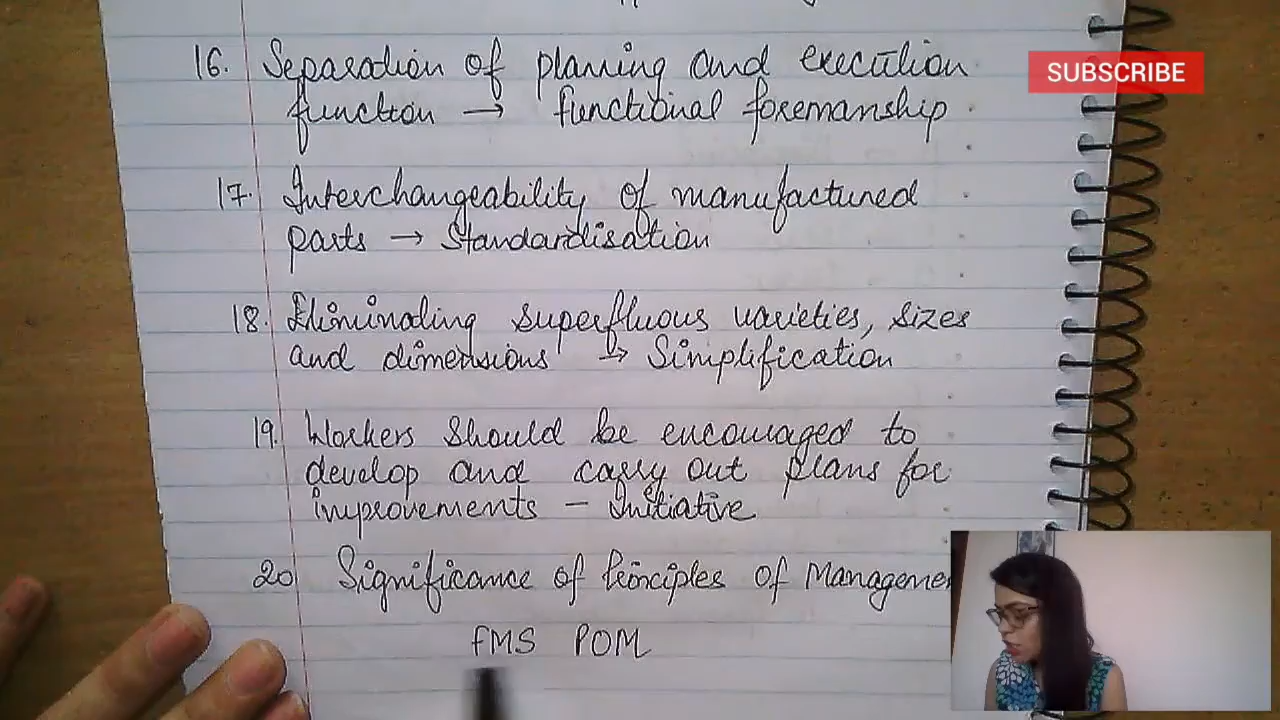 16. Separation of planning and execution
function → functional foremanship.
SUBSCRIBE
17. Interchangeability of manufactured
parts → Standardisation
18. Eliminating superfluous varieties, sizes
and dimensions → Simplification
19. Workers should be encouraged to
develop and carry out plans for
improvements – Initiative
20 Significance of Principles of Managemen
FMS POM